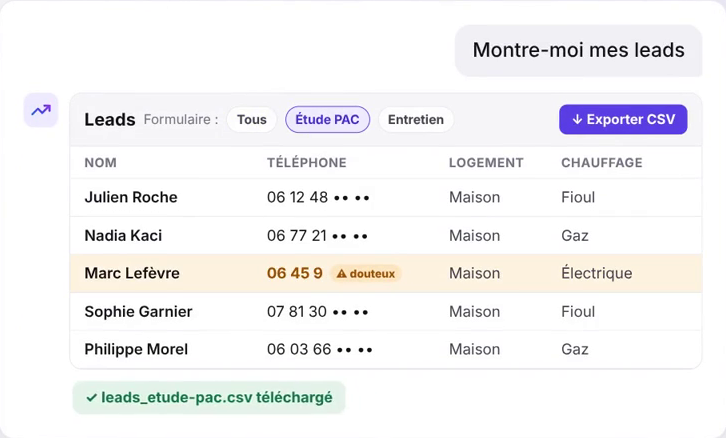 Montre-moi mes leads
Leads Formulaire : Tous Étude PAC Entretien ↓ Exporter CSV
NOM TÉLÉPHONE LOGEMENT CHAUFFAGE
Julien Roche 06 12 48 •• •• Maison Fioul
Nadia Kaci 06 77 21 •• •• Maison Gaz
Marc Lefèvre 06 45 9 ⚠ douteux Maison Électrique
Sophie Garnier 07 81 30 •• •• Maison Fioul
Philippe Morel 06 03 66 •• •• Maison Gaz
✓ leads_etude-pac.csv téléchargé